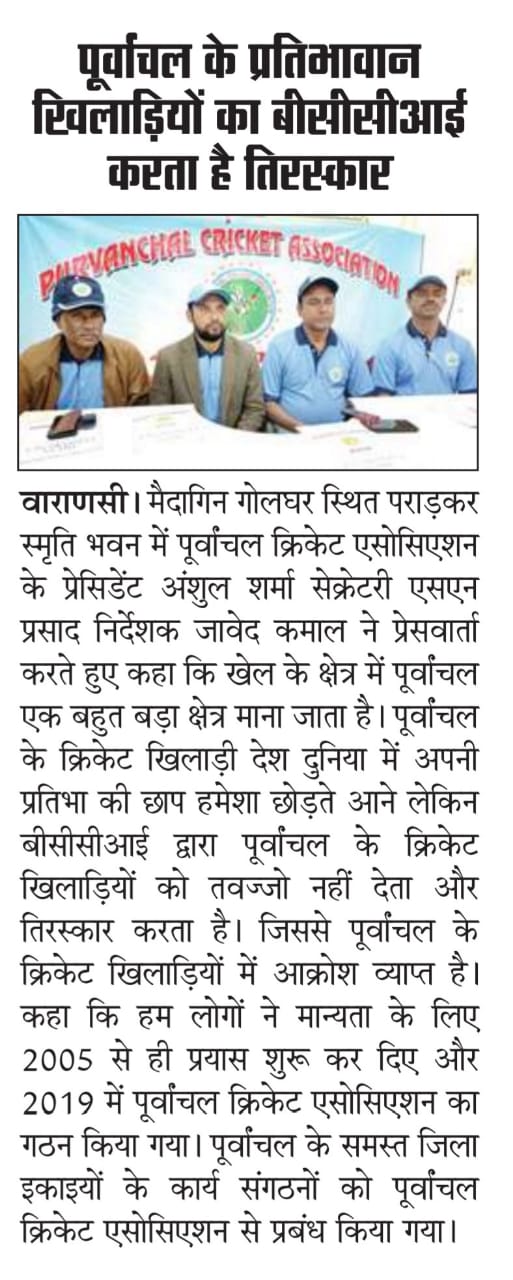 पूर्वाचल के प्रतिभावान
खिलाड़ियों का बीसीसीआई
करता है तिरस्कार
PURVANCHAL CRICKET ASSOCIATION
वाराणसी। मैदागिन गोलघर स्थित पराड़कर
स्मृति भवन में पूर्वांचल क्रिकेट एसोसिएशन
के प्रेसिडेंट अंशुल शर्मा सेक्रेटरी एसएन
प्रसाद निर्देशक जावेद कमाल ने प्रेसवार्ता
करते हुए कहा कि खेल के क्षेत्र में पूर्वांचल
एक बहुत बड़ा क्षेत्र माना जाता है। पूर्वांचल
के क्रिकेट खिलाड़ी देश दुनिया में अपनी
प्रतिभा की छाप हमेशा छोड़ते आने लेकिन
बीसीसीआई द्वारा पूर्वांचल के क्रिकेट
खिलाड़ियों को तवज्जो नहीं देता और
तिरस्कार करता है। जिससे पूर्वांचल के
क्रिकेट खिलाड़ियों में आक्रोश व्याप्त है।
कहा कि हम लोगों ने मान्यता के लिए
2005 से ही प्रयास शुरू कर दिए और
2019 में पूर्वांचल क्रिकेट एसोसिएशन का
गठन किया गया। पूर्वांचल के समस्त जिला
इकाइयों के कार्य संगठनों को पूर्वांचल
क्रिकेट एसोसिएशन से प्रबंध किया गया।